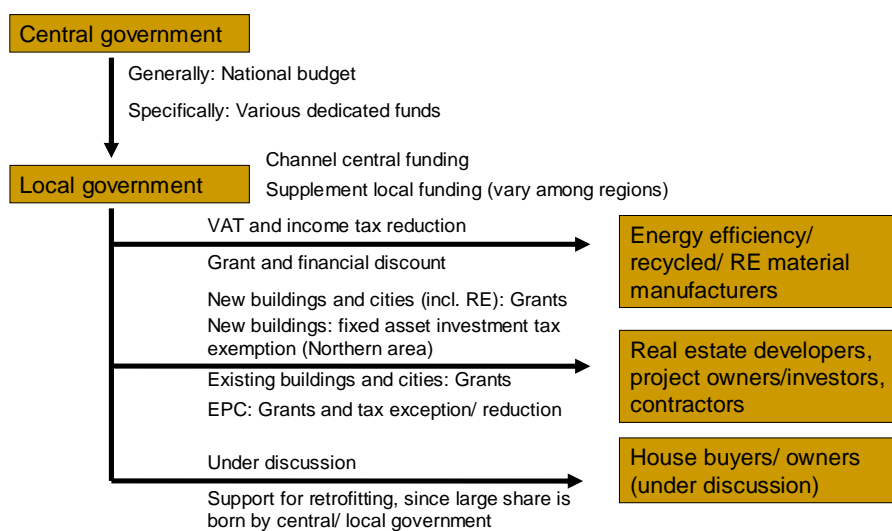 Central government
Generally: National budget
Specifically: Various dedicated funds
Channel central funding
Local government
Supplement local funding (vary among regions)
VAT and income tax reduction
Grant and financial discount
Energy efficiency/
recycled/ RE material
manufacturers
New buildings and cities (incl. RE): Grants
New buildings: fixed asset investment tax
exemption (Northern area)
Existing buildings and cities: Grants
EPC: Grants and tax exception/ reduction
Real estate developers,
project owners/investors,
contractors
Under discussion
Support for retrofitting, since large share is
born by central/ local government
House buyers/ owners
(under discussion)